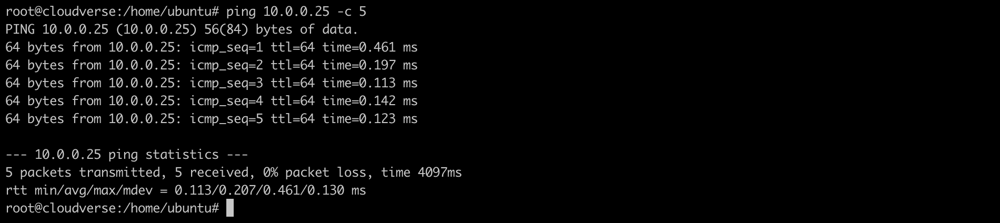 root@cloudverse:/home/ubuntu# ping 10.0.0.25 -c 5
PING 10.0.0.25 (10.0.0.25) 56(84) bytes of data.
64 bytes from 10.0.0.25: icmp_seq=1 ttl=64 time=0.461 ms
64 bytes from 10.0.0.25: icmp_seq=2 ttl=64 time=0.197 ms
64 bytes from 10.0.0.25: icmp_seq=3 ttl=64 time=0.113 ms
64 bytes from 10.0.0.25: icmp_seq=4 ttl=64 time=0.142 ms
64 bytes from 10.0.0.25: icmp_seq=5 ttl=64 time=0.123 ms

--- 10.0.0.25 ping statistics ---
5 packets transmitted, 5 received, 0% packet loss, time 4097ms
rtt min/avg/max/mdev = 0.113/0.207/0.461/0.130 ms
root@cloudverse:/home/ubuntu#